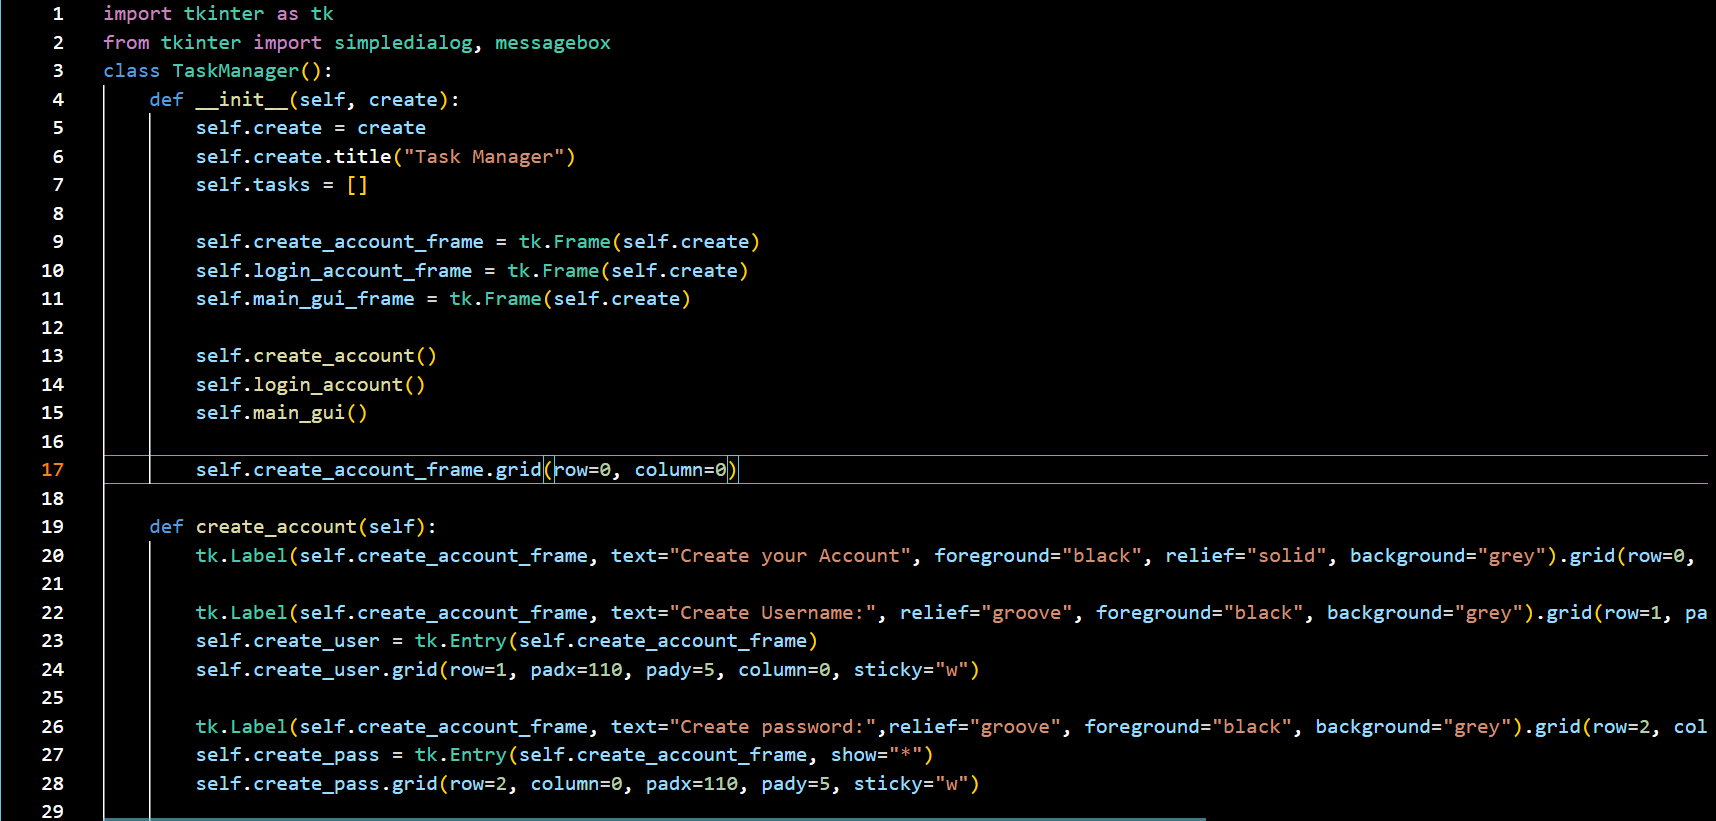 1 import tkinter as tk
2 from tkinter import simpledialog, messagebox
3 class TaskManager():
4     def __init__(self, create):
5         self.create = create
6         self.create.title("Task Manager")
7         self.tasks = []
8
9         self.create_account_frame = tk.Frame(self.create)
10         self.login_account_frame = tk.Frame(self.create)
11         self.main_gui_frame = tk.Frame(self.create)
12
13         self.create_account()
14         self.login_account()
15         self.main_gui()
16
17         self.create_account_frame.grid(row=0, column=0)
18
19     def create_account(self):
20         tk.Label(self.create_account_frame, text="Create your Account", foreground="black", relief="solid", background="grey").grid(row=0,
21
22         tk.Label(self.create_account_frame, text="Create Username:", relief="groove", foreground="black", background="grey").grid(row=1, pa
23         self.create_user = tk.Entry(self.create_account_frame)
24         self.create_user.grid(row=1, padx=110, pady=5, column=0, sticky="w")
25
26         tk.Label(self.create_account_frame, text="Create password:",relief="groove", foreground="black", background="grey").grid(row=2, col
27         self.create_pass = tk.Entry(self.create_account_frame, show="*")
28         self.create_pass.grid(row=2, column=0, padx=110, pady=5, sticky="w")
29